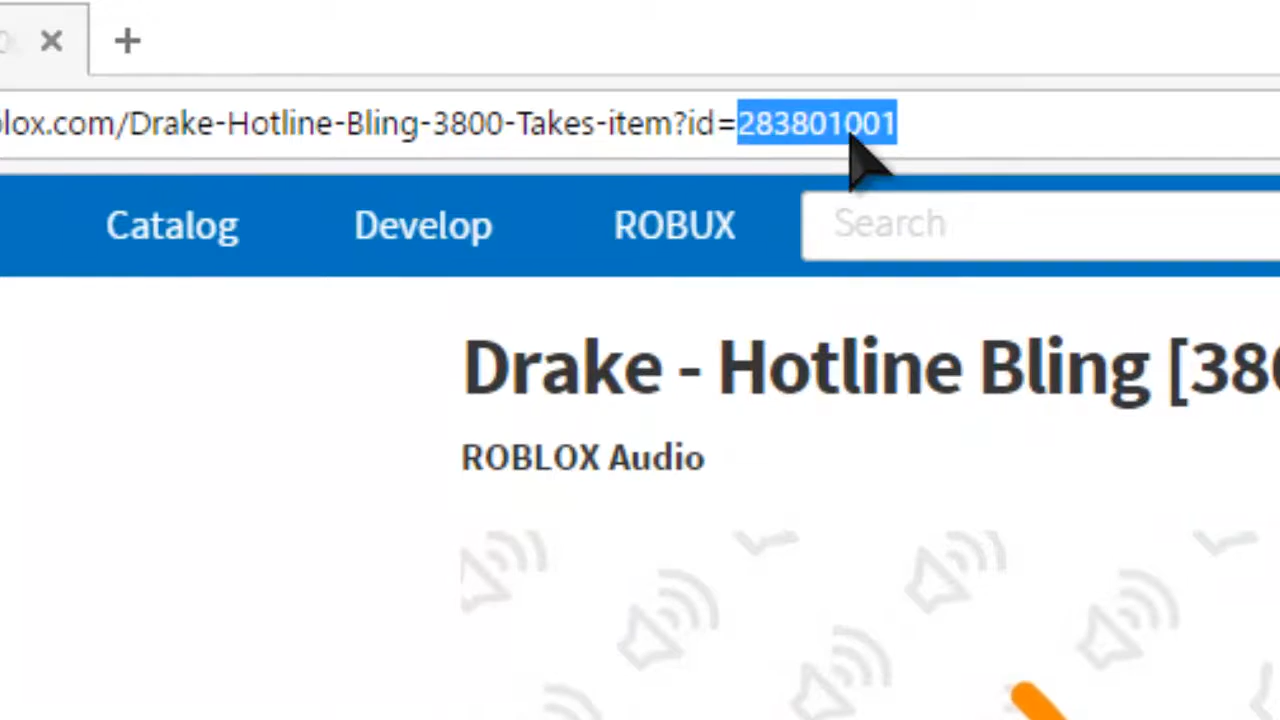 lox.com/Drake-Hotline-Bling-3800-Takes-item?id=283801001
Catalog
Develop
ROBUX
Search
Drake - Hotline Bling [380
ROBLOX Audio